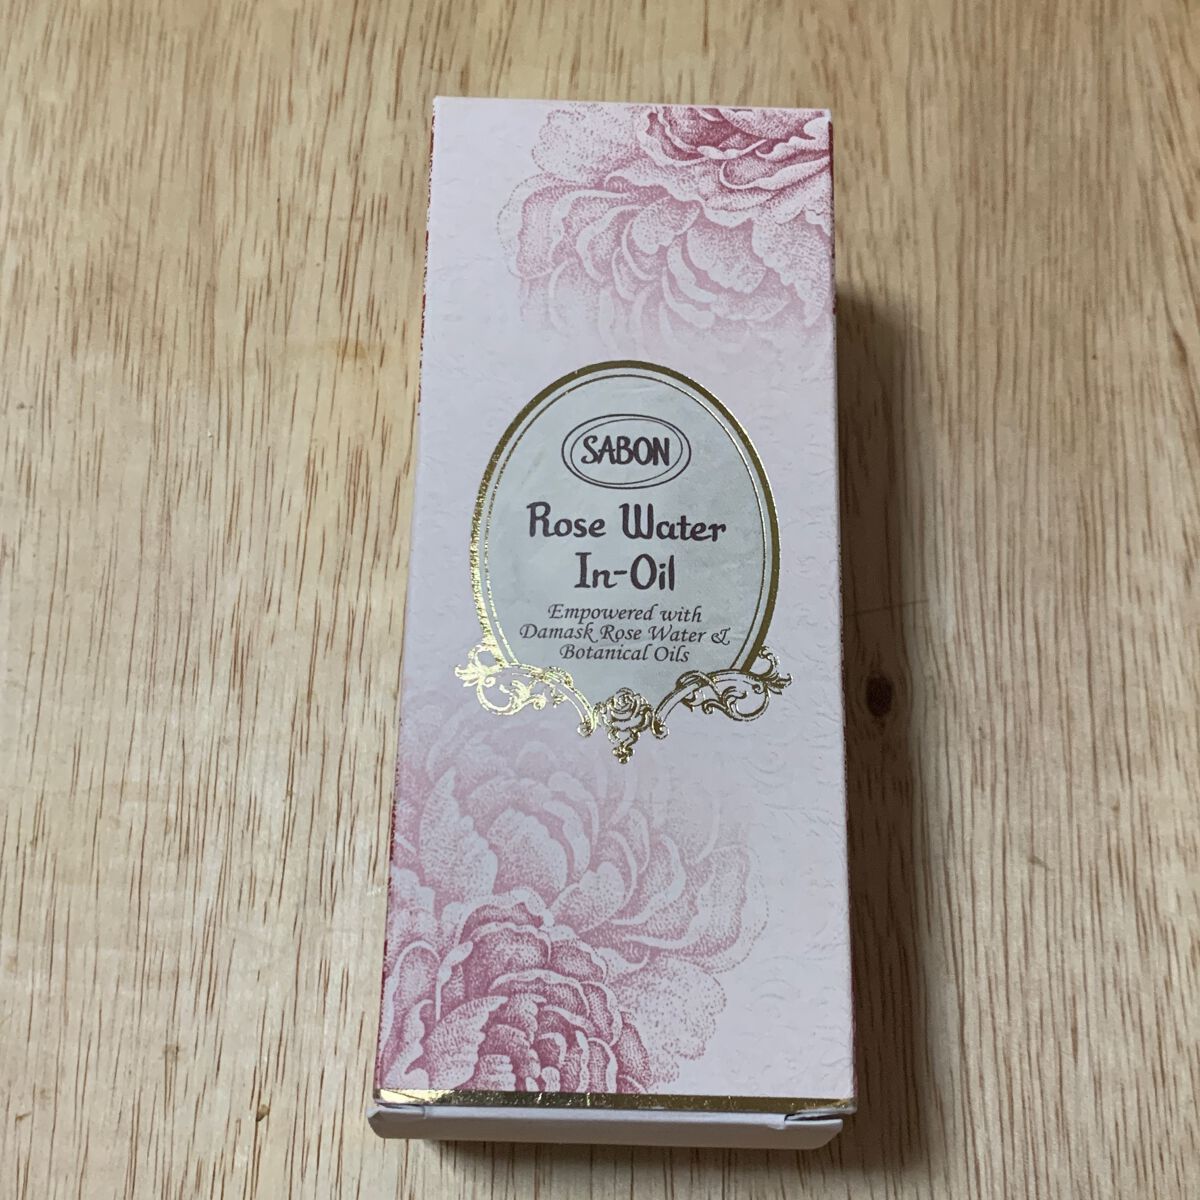 SABON
Rose Water
In-Oil
Empowered with
Damask Rose Water &
Botanical Oils